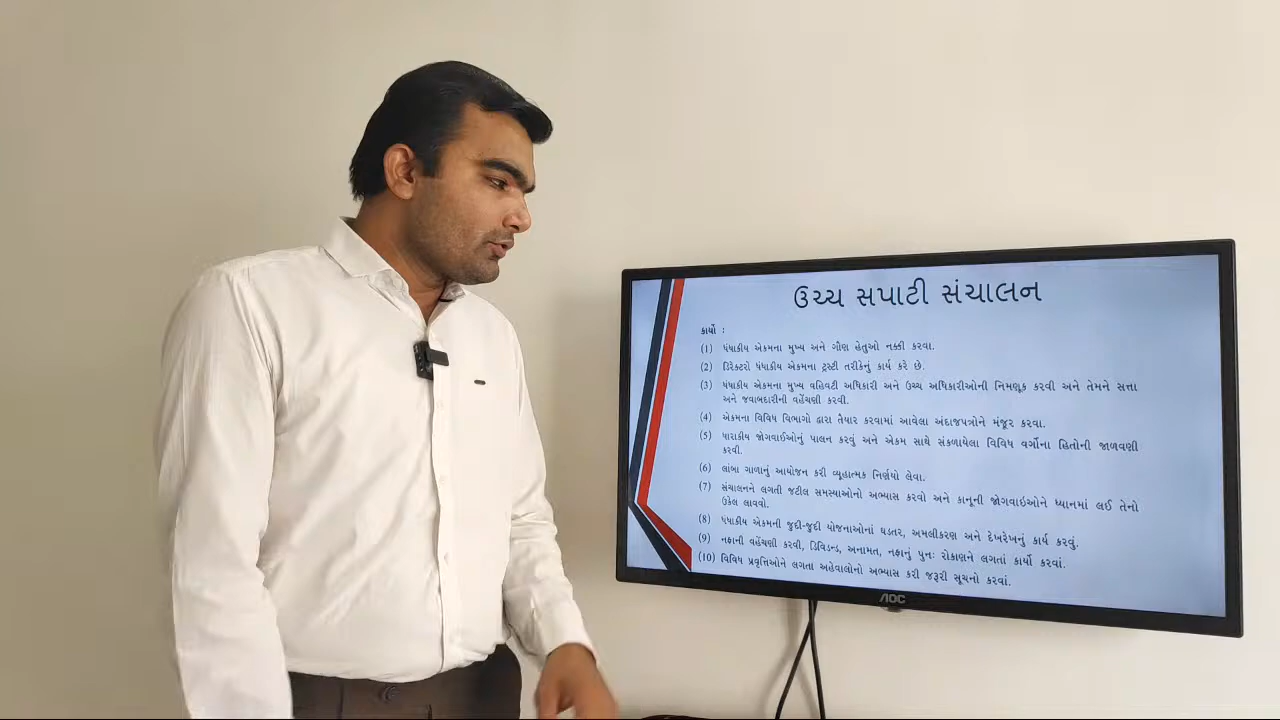 ઉચ્ચ સપાટી સંચાલન
કાર્યો :
(1) ધંધાકીય એકમના મુખ્ય અને ગૌણ હેતુઓ નક્કી કરવા.
(2) ડિરેક્ટરો ધંધાકીય એકમના ટ્રસ્ટી તરીકેનું કાર્ય કરે છે.
(3) ધંધાકીય એકમના મુખ્ય વહિવટી અધિકારી અને ઉચ્ચ અધિકારીઓની નિમણૂક કરવી અને તેમને સત્તા
અને જવાબદારીની વહેંચણી કરવી.
(4) એકમના વિવિધ વિભાગો દ્વારા તૈયાર કરવામાં આવેલા અંદાજપત્રોને મંજૂર કરવા.
(5) ધારાકીય જોગવાઈઓનું પાલન કરવું અને એકમ સાથે સંકળાયેલા વિવિધ વર્ગોના હિતોની જાળવણી
કરવી.
(6) લાંબા ગાળાનું આયોજન કરી વ્યૂહાત્મક નિર્ણયો લેવા.
(7) સંચાલનને લગતી જટીલ સમસ્યાઓનો અભ્યાસ કરવો અને કાનૂની જોગવાઇઓને ધ્યાનમાં લઈ તેનો
ઉકેલ લાવવો.
(8) ધંધાકીય એકમની જુદી-જુદી યોજનાઓનાં ઘડતર, અમલીકરણ અને દેખરેખનું કાર્ય કરવું.
(9) નફાની વહેંચણી કરવી, ડિવિડન્ડ, અનામત, નફાનું પુનઃ રોકાણને લગતાં કાર્યો કરવાં.
(10) વિવિધ પ્રવૃત્તિઓને લગતા અહેવાલોનો અભ્યાસ કરી જરૂરી સૂચનો કરવાં.
AOC